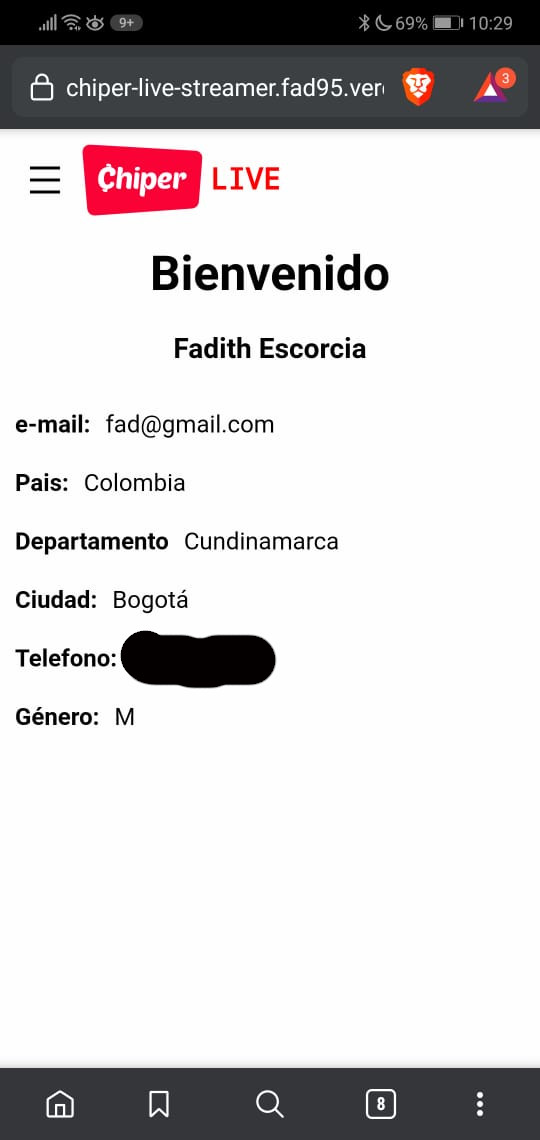 9+ 69% 10:29
chiper-live-streamer.fad95.ver
3
Chiper LIVE
Bienvenido
Fadith Escorcia
e-mail: fad@gmail.com
Pais: Colombia
Departamento Cundinamarca
Ciudad: Bogotá
Telefono:
Género: M
8